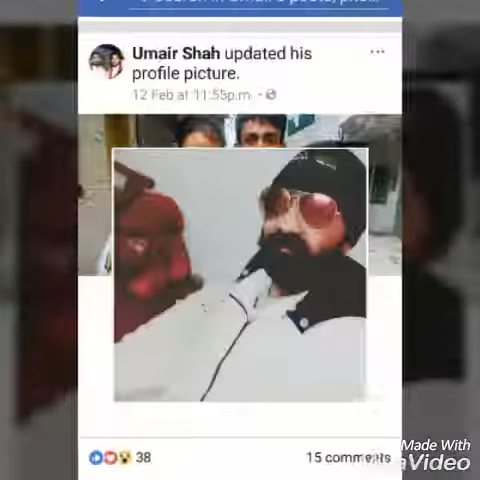 Umair Shah updated his
profile picture.
12 Feb at 11:55p.m.
38
15 comments
Made With
Video